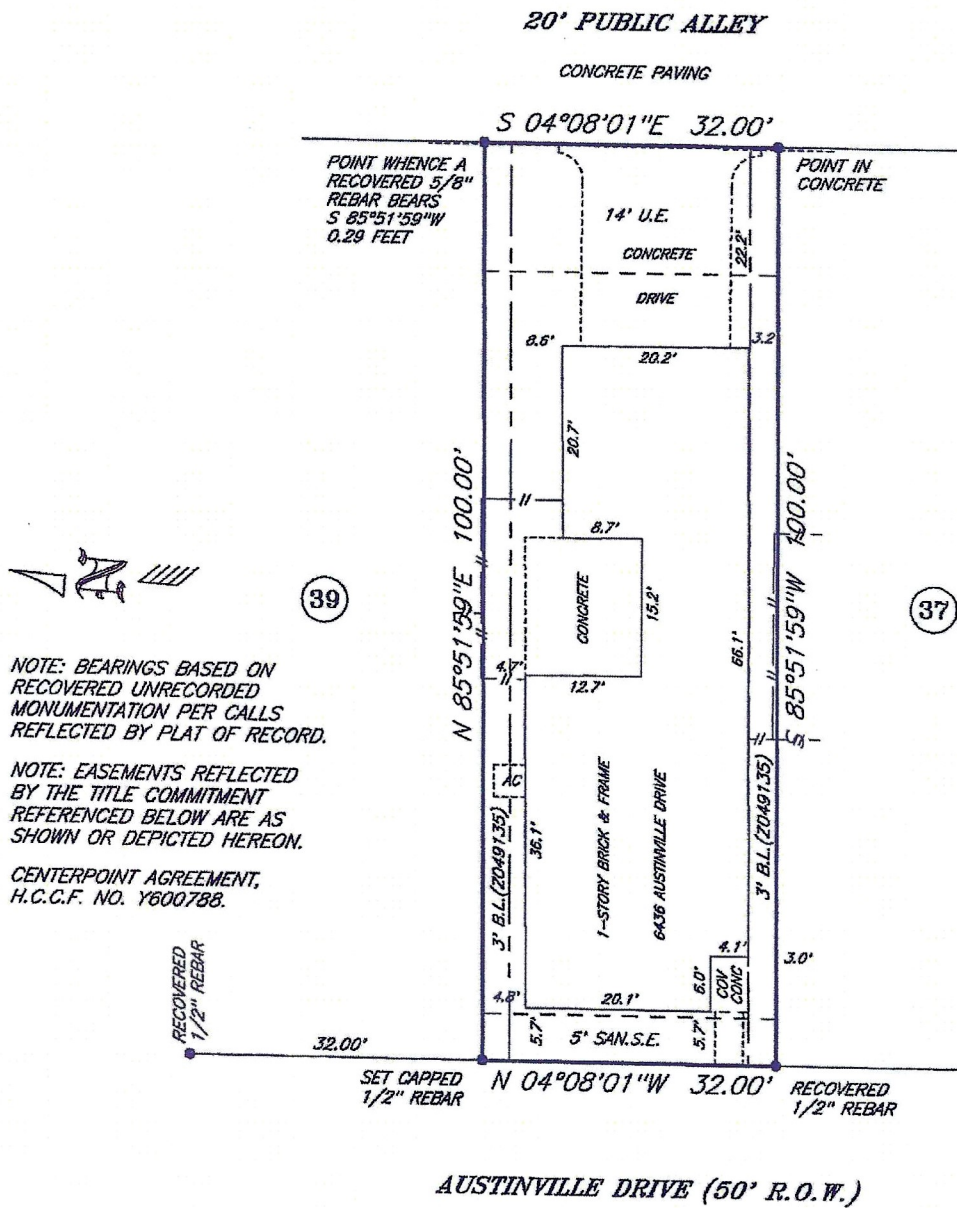 20' PUBLIC ALLEY
CONCRETE PAVING
S 04°08'01"E 32.00'
POINT WHENCE A
RECOVERED 5/8"
REBAR BEARS
S 85°51'59"W
0.29 FEET
POINT IN
CONCRETE
14' U.E.
CONCRETE
22.2'
DRIVE
8.6'
20.2'
3.2
20.7'
N 85°51'59"E 100.00'
S 85°51'59"W 100.00'
8.7'
CONCRETE
15.2'
39
37
66.1'
4.7'
12.7'
NOTE: BEARINGS BASED ON
RECOVERED UNRECORDED
MONUMENTATION PER CALLS
REFLECTED BY PLAT OF RECORD.
NOTE: EASEMENTS REFLECTED
BY THE TITLE COMMITMENT
REFERENCED BELOW ARE AS
SHOWN OR DEPICTED HEREON.
CENTERPOINT AGREEMENT,
H.C.C.F. NO. Y600788.
AC
36.1'
3' B.L.(Z049135)
1-STORY BRICK & FRAME
6436 AUSTINVILLE DRIVE
3' B.L.(Z049135)
4.1'
6.0'
COV
CONC
3.0'
4.8'
20.1'
5.7'
5' SAN.S.E.
5.7'
RECOVERED
1/2" REBAR
32.00'
SET CAPPED
1/2" REBAR
N 04°08'01"W 32.00'
RECOVERED
1/2" REBAR
AUSTINVILLE DRIVE (50' R.O.W.)